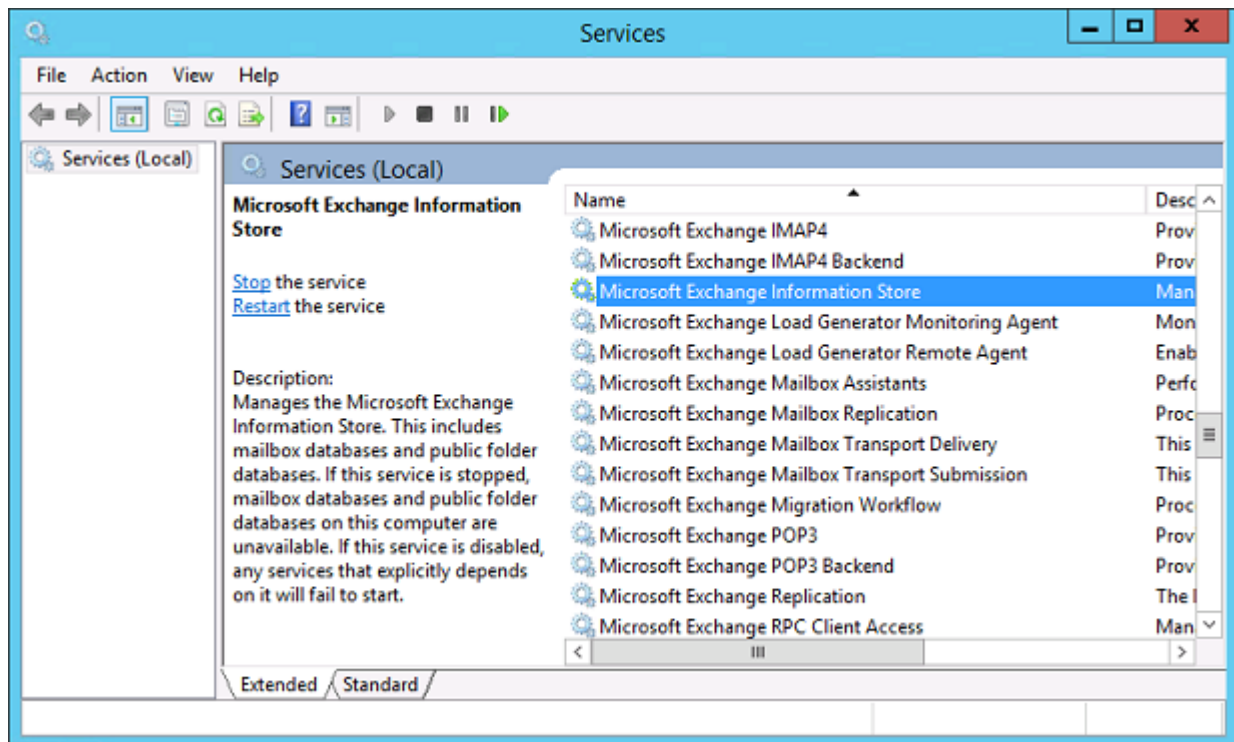 Services
File Action View Help
Services (Local)
Services (Local)
Microsoft Exchange Information
Store
Stop the service
Restart the service
Description:
Manages the Microsoft Exchange
Information Store. This includes
mailbox databases and public folder
databases. If this service is stopped,
mailbox databases and public folder
databases on this computer are
unavailable. If this service is disabled,
any services that explicitly depends
on it will fail to start.
Name Desc
Microsoft Exchange IMAP4 Prov
Microsoft Exchange IMAP4 Backend Prov
Microsoft Exchange Information Store Man
Microsoft Exchange Load Generator Monitoring Agent Mon
Microsoft Exchange Load Generator Remote Agent Enab
Microsoft Exchange Mailbox Assistants Perfo
Microsoft Exchange Mailbox Replication Proc
Microsoft Exchange Mailbox Transport Delivery This
Microsoft Exchange Mailbox Transport Submission This
Microsoft Exchange Migration Workflow Proc
Microsoft Exchange POP3 Prov
Microsoft Exchange POP3 Backend Prov
Microsoft Exchange Replication The
Microsoft Exchange RPC Client Access Man
Extended Standard